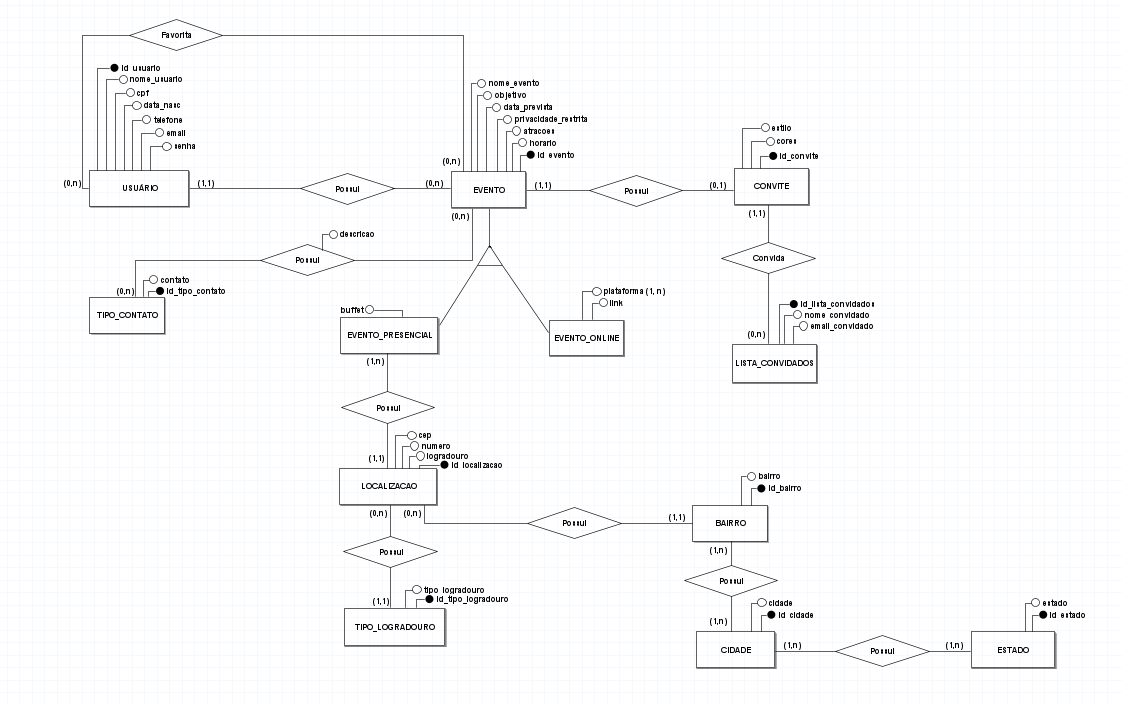 Favorita
id_usuario
nome_usuario
cpf
data_nasc
telefone
email
senha
(0,n)
USUÁRIO
(1,1)
Possui
(0,n)
nome_evento
objetivo
data_prevista
privacidade_restrita
atracoes
horario
id_evento
(0,n)
EVENTO
(1,1)
Possui
(0,1)
estilo
cores
id_convite
CONVITE
(1,1)
Convida
(0,n)
descricao
Possui
contato
id_tipo_contato
(0,n)
TIPO_CONTATO
buffet
EVENTO_PRESENCIAL
plataforma (1, n)
link
EVENTO_ONLINE
id_lista_convidados
nome_convidado
email_convidado
(0,n)
LISTA_CONVIDADOS
(1,n)
Possui
cep
numero
logradouro
id_localizacao
(1,1)
LOCALIZACAO
(0,n)
(0,n)
Possui
(1,1)
bairro
id_bairro
BAIRRO
(1,n)
Possui
Possui
tipo_logradouro
id_tipo_logradouro
(1,1)
TIPO_LOGRADOURO
cidade
id_cidade
(1,n)
CIDADE
(1,n)
Possui
(1,n)
estado
id_estado
ESTADO